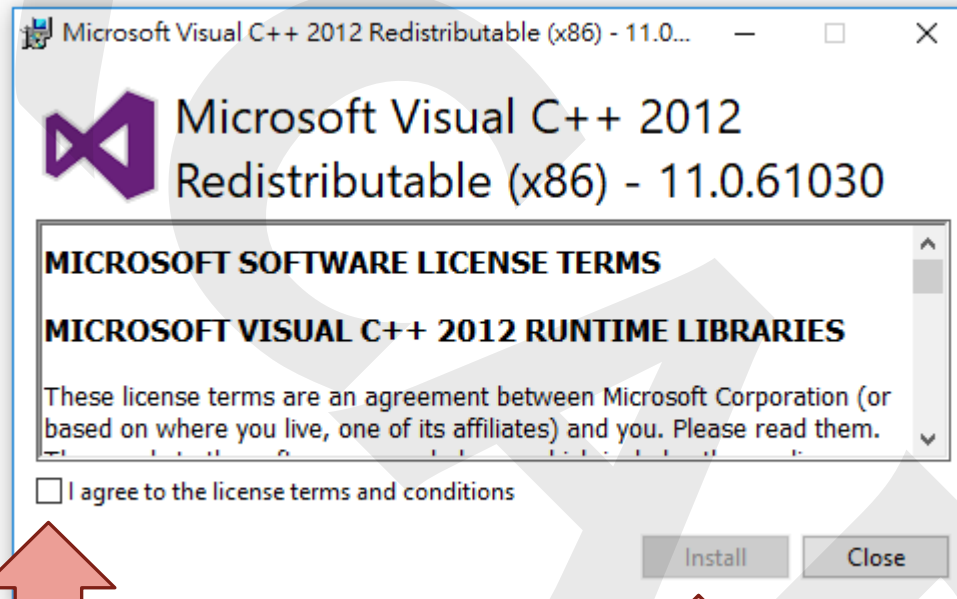 Microsoft Visual C++ 2012 Redistributable (x86) - 11.0...
Microsoft Visual C++ 2012
Redistributable (x86) - 11.0.61030
MICROSOFT SOFTWARE LICENSE TERMS
MICROSOFT VISUAL C++ 2012 RUNTIME LIBRARIES
These license terms are an agreement between Microsoft Corporation (or
based on where you live, one of its affiliates) and you. Please read them.
I agree to the license terms and conditions
Install
Close